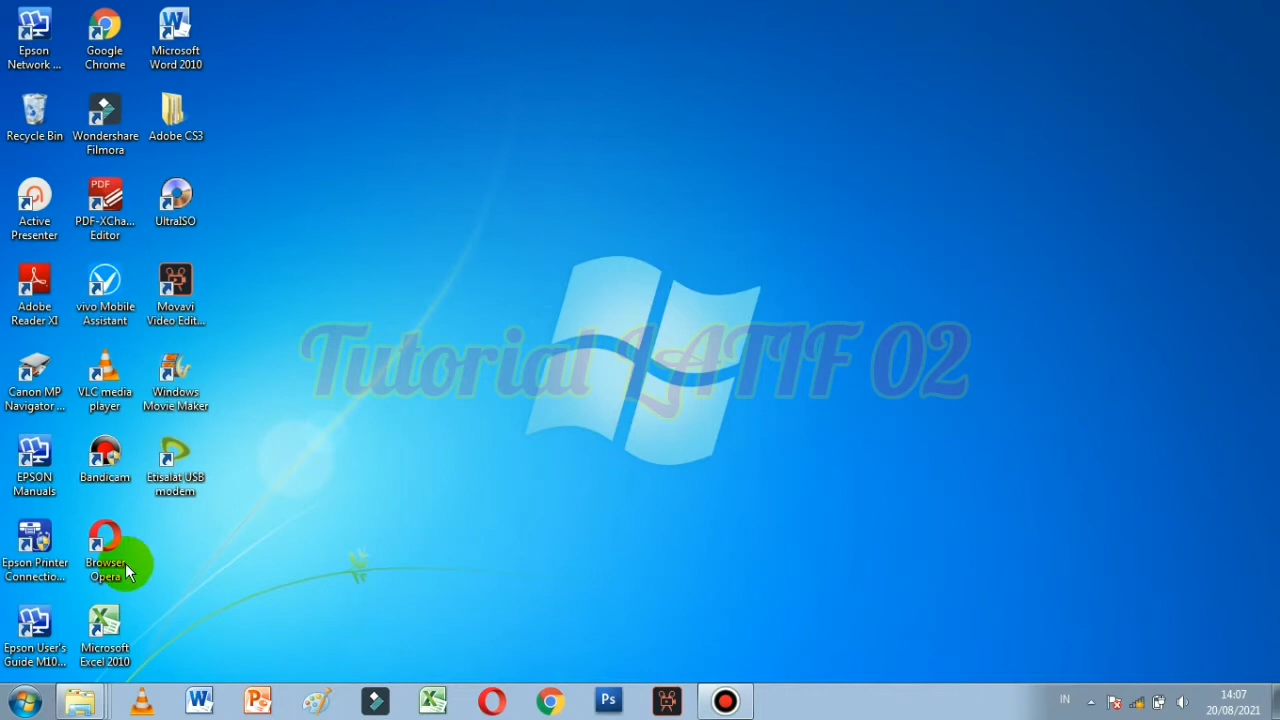 Epson
Network ...
Google
Chrome
Microsoft
Word 2010
Recycle Bin
Wondershare
Filmora
Adobe CS3
Active
Presenter
PDF
PDF-XCha...
Editor
UltraISO
Adobe
Reader XI
vivo Mobile
Assistant
Movavi
Video Edit...
Canon MP
Navigator ...
VLC media
player
Windows
Movie Maker
Tutorial LATIF 02
EPSON
Manuals
Bandicam
Etisalat USB
modem
Epson Printer
Connectio...
Browser
Opera
Epson User's
Guide M10...
Microsoft
Excel 2010
Ps
IN
14:07
20/08/2021